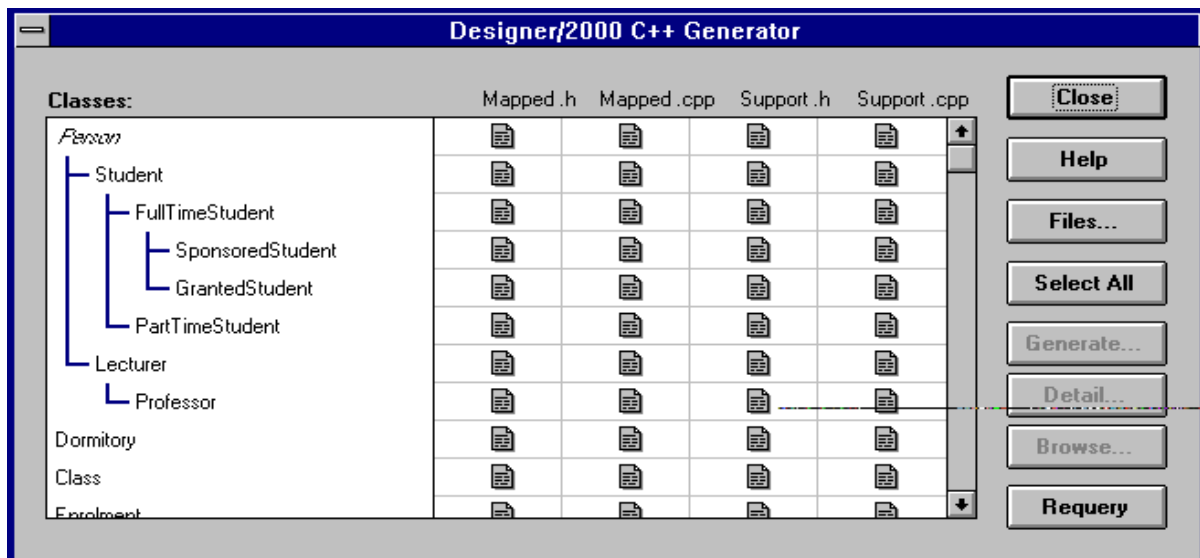 Designer/2000 C++ Generator
Classes: Mapped .h Mapped .cpp Support .h Support .cpp
Person
Student
FullTimeStudent
SponsoredStudent
GrantedStudent
PartTimeStudent
Lecturer
Professor
Dormitory
Class
Enrolment
Close
Help
Files...
Select All
Generate...
Detail...
Browse...
Requery